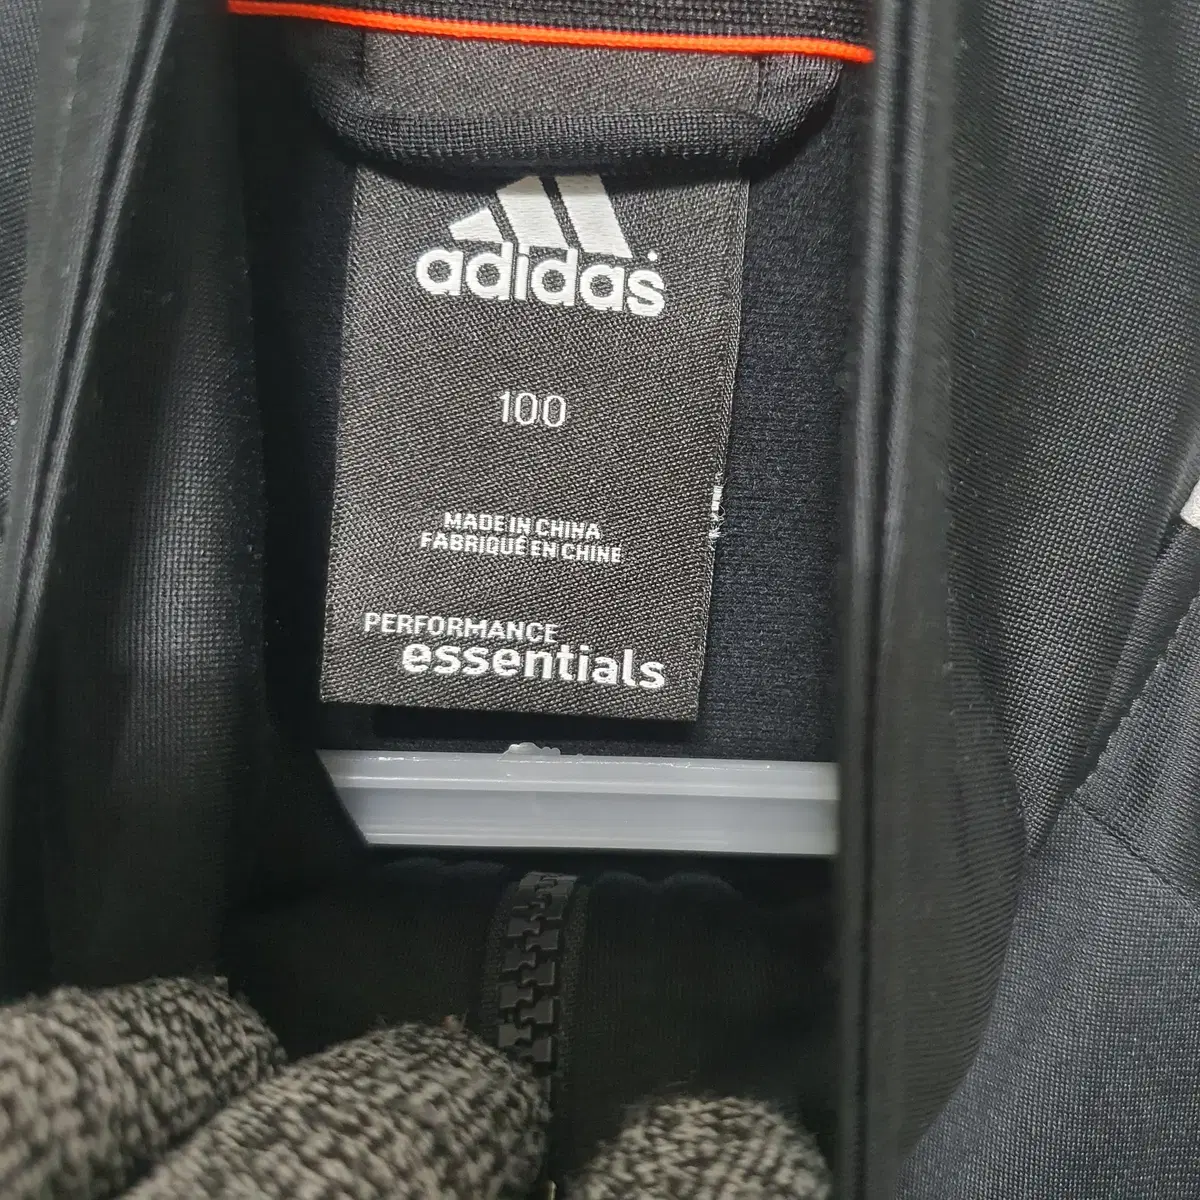 adidas
100
MADE IN CHINA
FABRIQUÉ EN CHINE
PERFORMANCE
essentials